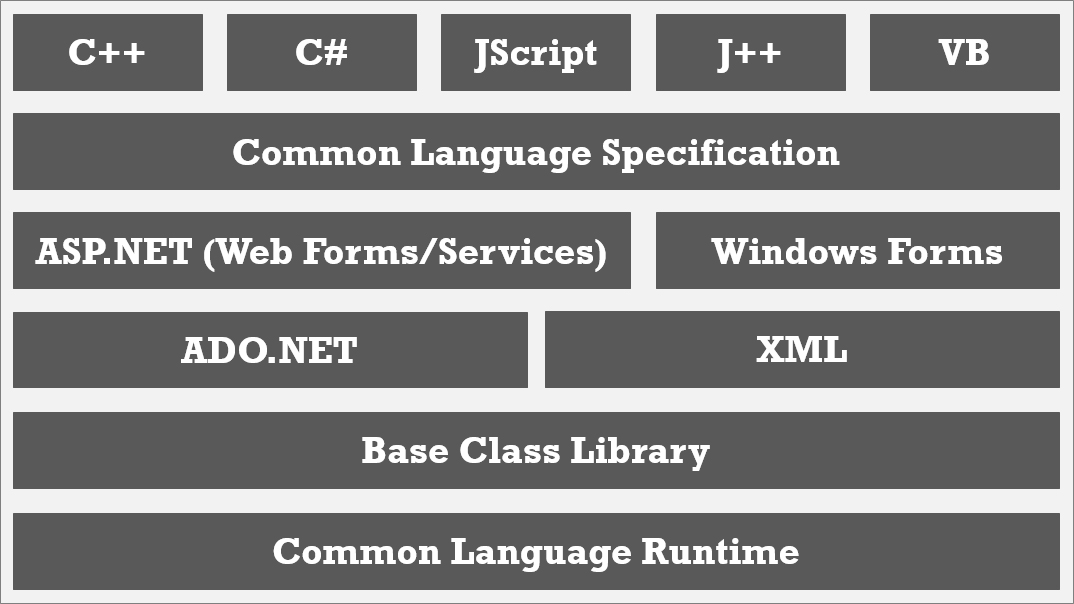 C++
C#
JScript
J++
VB
Common Language Specification
ASP.NET (Web Forms/Services)
Windows Forms
ADO.NET
XML
Base Class Library
Common Language Runtime